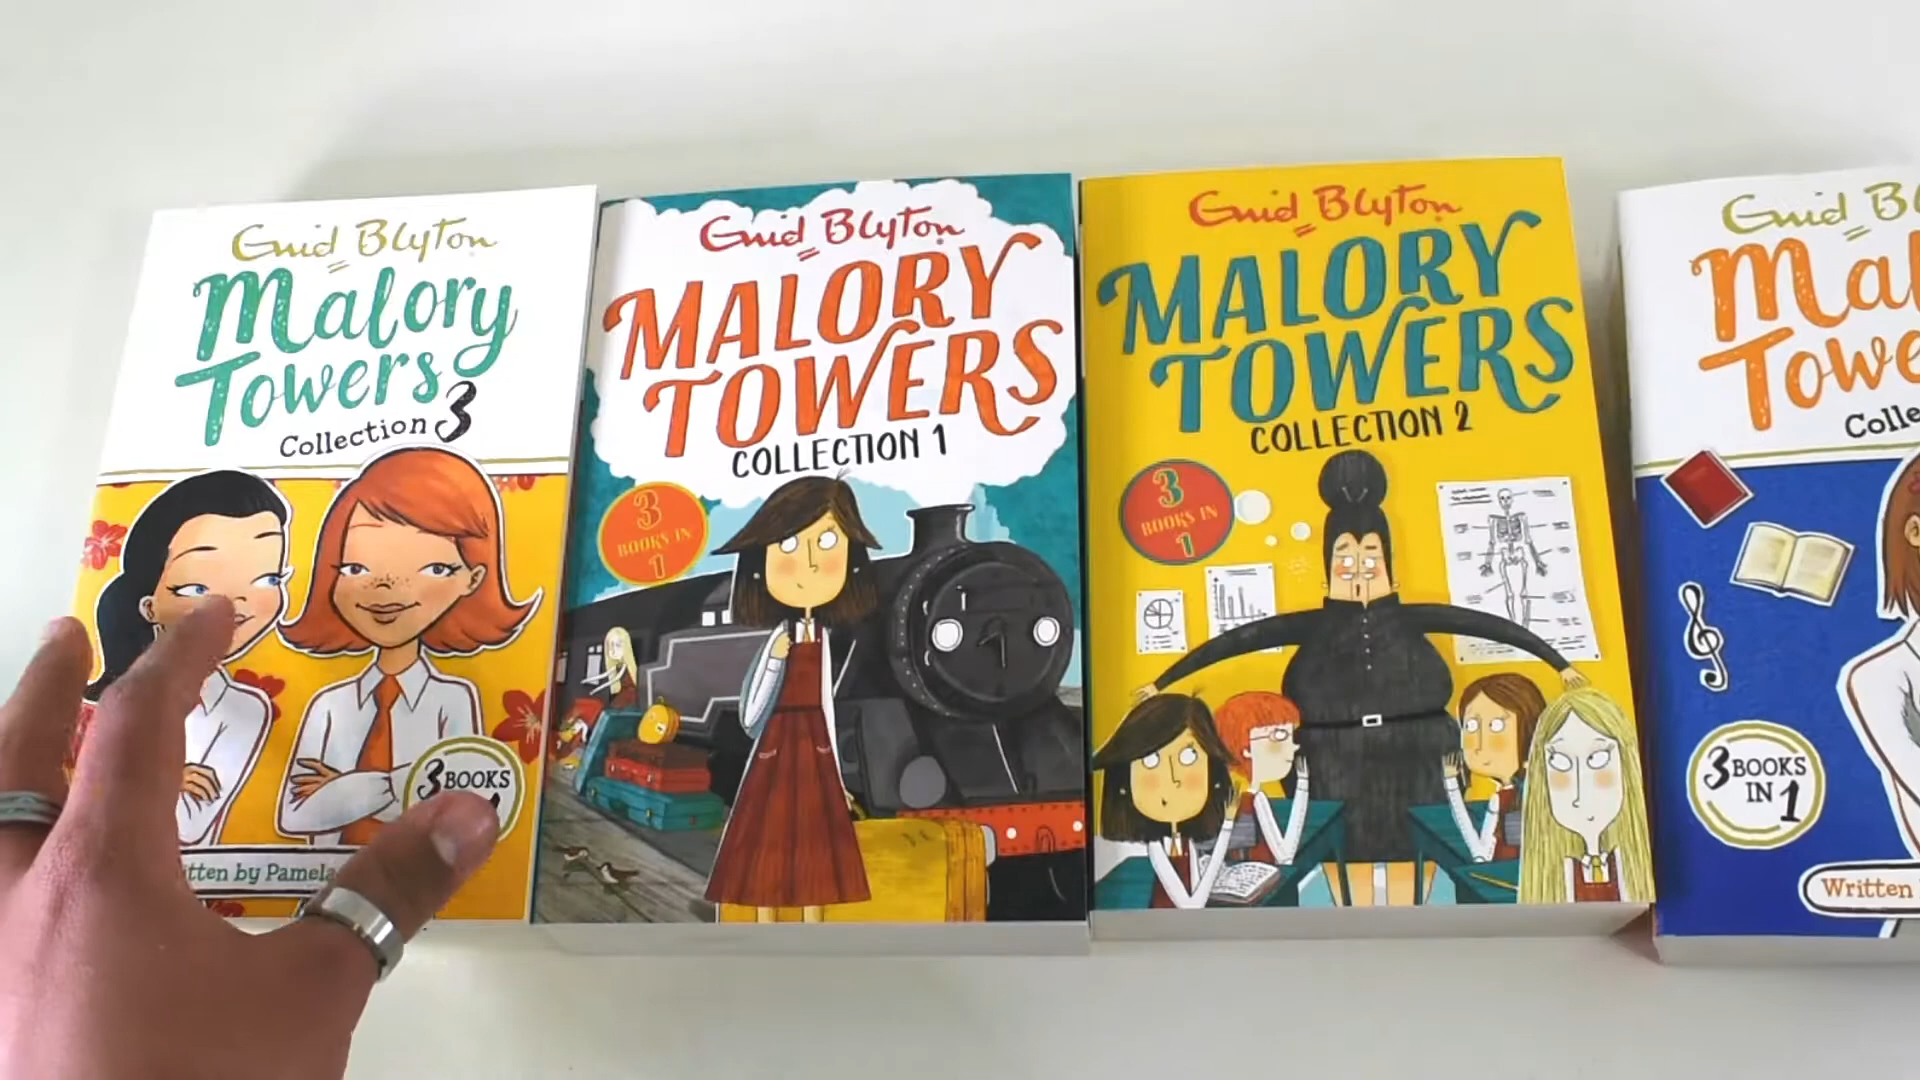 Enid Blyton
Malory
Towers
Collection 3
3 BOOKS
tten by Pamela
Enid Blyton
MALORY
TOWERS
COLLECTION 1
3
BOOKS IN
1
Enid Blyton
MALORY
TOWERS
COLLECTION 2
3
BOOKS IN
1
Enid Bl
Mal
Towe
Colle
3 BOOKS
IN 1
Written